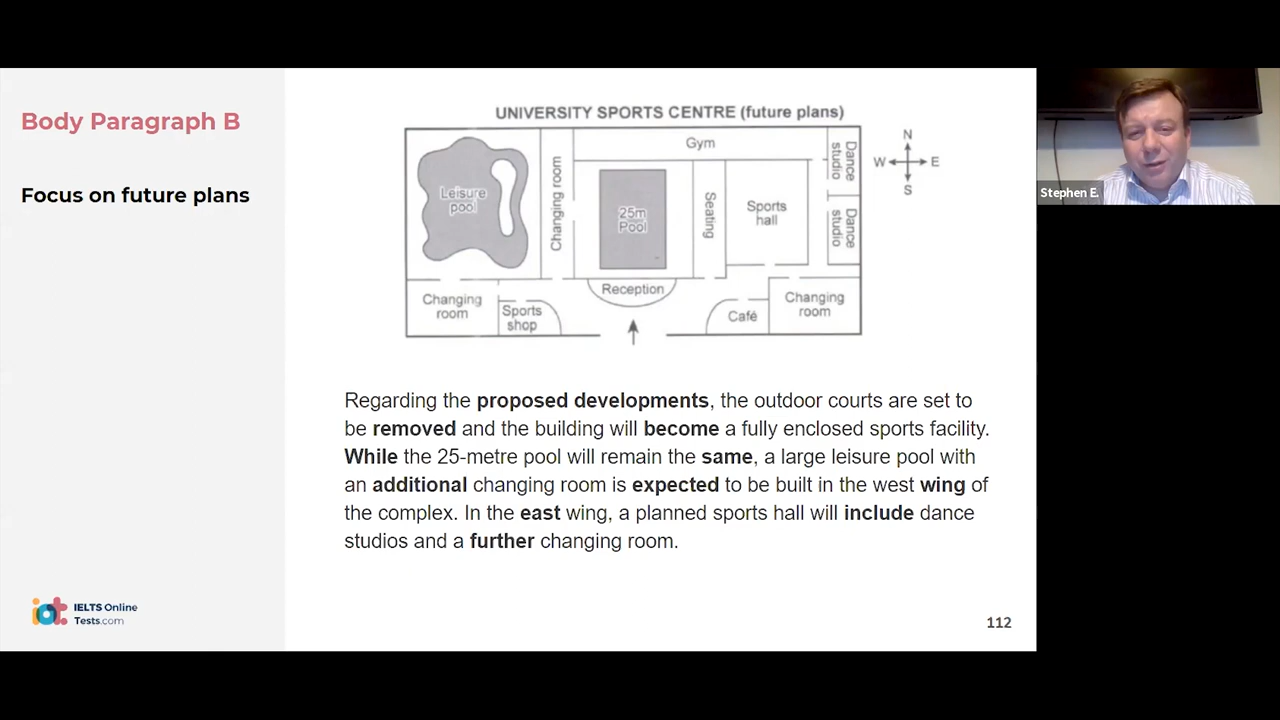 Body Paragraph B
Focus on future plans
UNIVERSITY SPORTS CENTRE (future plans)
Leisure
pool
Changing room
Gym
25m
Pool
Seating
Sports
hall
Dance
studio
Dance
studio
N
W E
S
Changing
room
Sports
shop
Reception
Café
Changing
room
Stephen E.
Regarding the proposed developments, the outdoor courts are set to
be removed and the building will become a fully enclosed sports facility.
While the 25-metre pool will remain the same, a large leisure pool with
an additional changing room is expected to be built in the west wing of
the complex. In the east wing, a planned sports hall will include dance
studios and a further changing room.
iot
IELTS Online
Tests.com
112